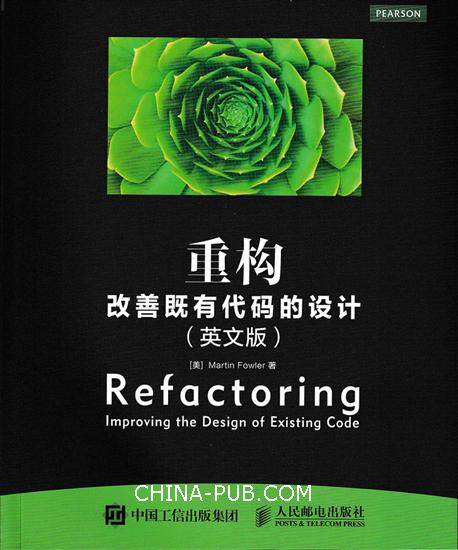 PEARSON
重构
改善既有代码的设计
（英文版）
[美] Martin Fowler 著
Refactoring
Improving the Design of Existing Code
CHINA-PUB.COM
中国工信出版集团
人民邮电出版社
POSTS & TELECOM PRESS